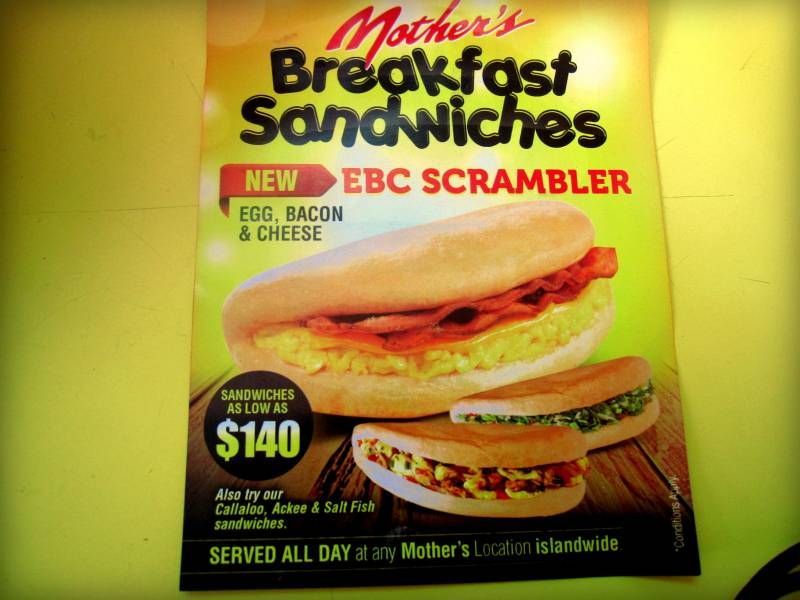 Mother's
Breakfast
Sandwiches
NEW EBC SCRAMBLER
EGG, BACON
& CHEESE
SANDWICHES
AS LOW AS
$140
Also try our
Callaloo, Ackee & Salt Fish
sandwiches.
*Conditions Apply.
SERVED ALL DAY at any Mother's Location islandwide.